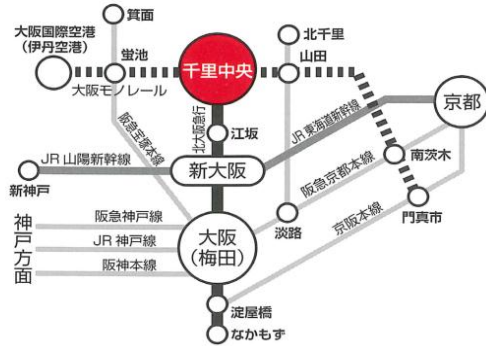 箕面
北千里
大阪国際空港
(伊丹空港)
蛍池
千里中央
山田
大阪モノレール
京都
北大阪急行
江坂
JR東海道新幹線
阪急宝塚本線
JR 山陽新幹線
新大阪
南茨木
新神戸
阪急京都本線
門真市
神戸方面
阪急神戸線
淡路
京阪本線
JR 神戸線
大阪
(梅田)
阪神本線
淀屋橋
なかもず